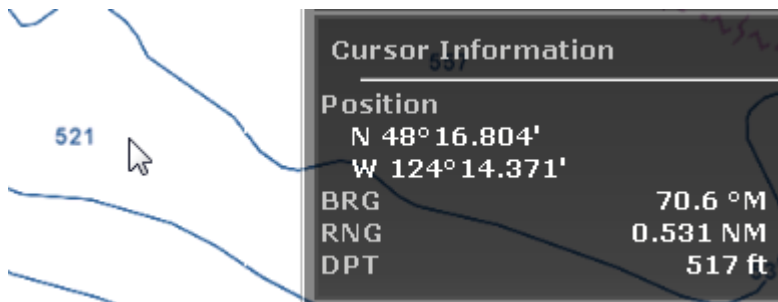 Cursor Information
537
Position
N 48°16.804'
521
W 124°14.371'
BRG 70.6 °M
RNG 0.531 NM
DPT 517 ft